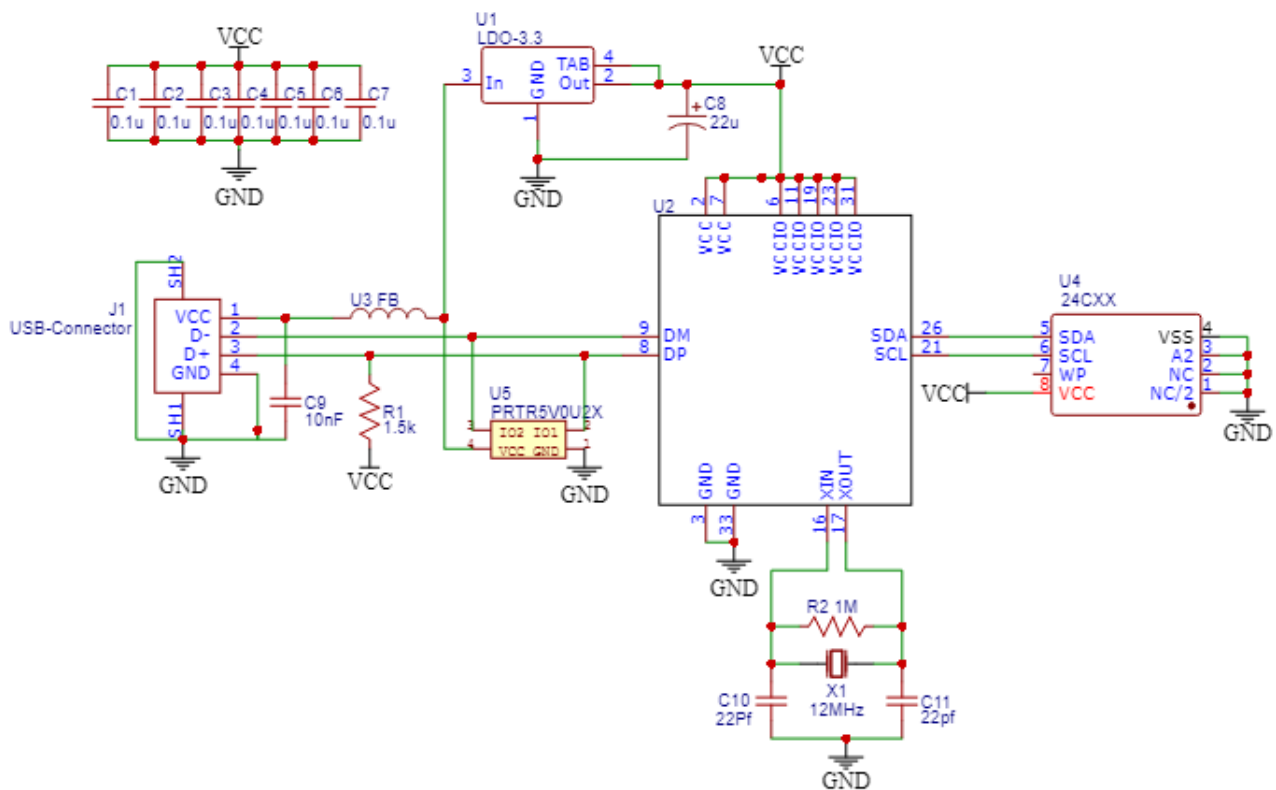 VCC
C1
C2
C3
C4
C5
C6
C7
0.1u
0.1u
0.1u
0.1u
0.1u
0.1u
0.1u
GND
U1
LDO-3.3
3
In
GND
1
TAB
Out
4
2
GND
C8
22u
VCC
J1
USB-Connector
SH2
VCC
D-
D+
GND
1
2
3
4
SH1
GND
C9
10nF
U3 FB
R1
1.5k
VCC
U5
PRTR5V0U2X
3
4
IO2 IO1
VCC GND
2
1
GND
U2
2
7
6
11
19
23
31
VCC
VCC
VCCIO
VCCIO
VCCIO
VCCIO
VCCIO
9
8
DM
DP
SDA
SCL
26
21
GND
GND
3
33
GND
XIN
XOUT
16
17
R2 1M
X1
12MHz
C10
22Pf
C11
22pf
GND
U4
24CXX
5
6
7
8
SDA
SCL
WP
VCC
VSS
A2
NC
NC/2
4
3
2
1
VCC
GND